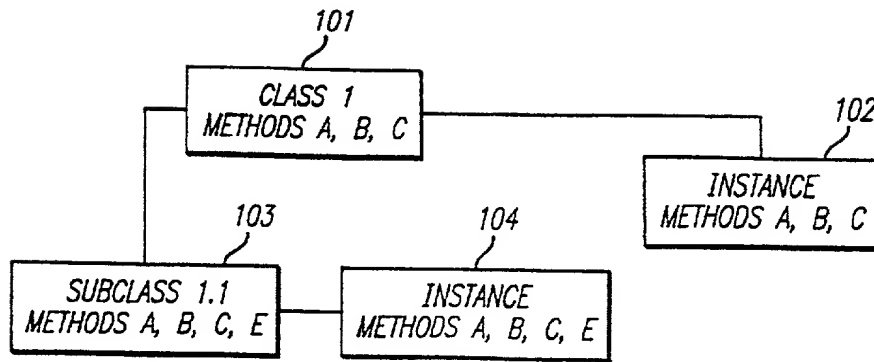 101
CLASS 1
METHODS A, B, C
102
INSTANCE
METHODS A, B, C
103
SUBCLASS 1.1
METHODS A, B, C, E
104
INSTANCE
METHODS A, B, C, E